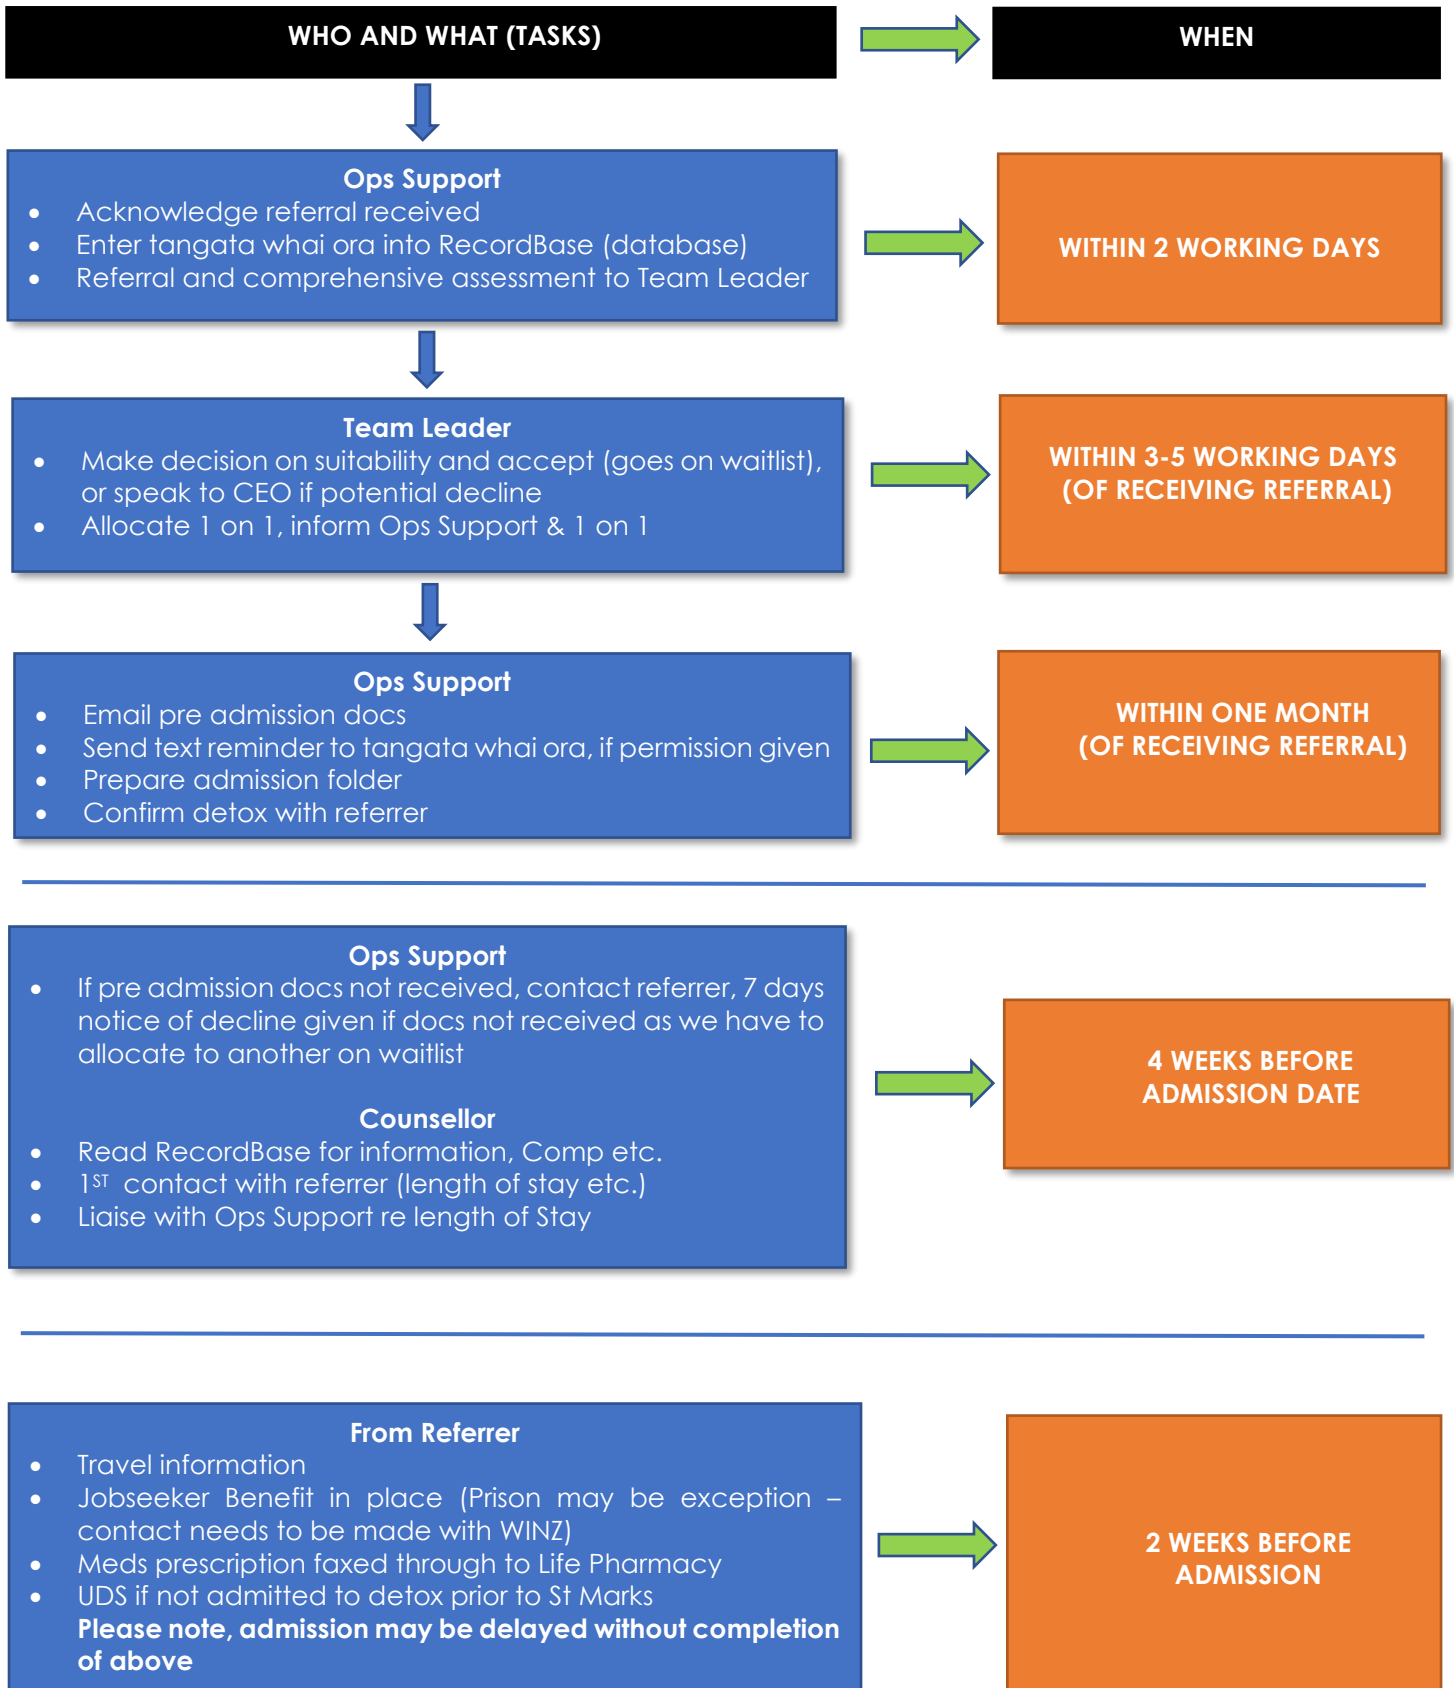 WHO AND WHAT (TASKS)
WHEN
Ops Support
• Acknowledge referral received
• Enter tangata whai ora into RecordBase (database)
• Referral and comprehensive assessment to Team Leader
WITHIN 2 WORKING DAYS
Team Leader
• Make decision on suitability and accept (goes on waitlist),
or speak to CEO if potential decline
• Allocate 1 on 1, inform Ops Support & 1 on 1
WITHIN 3-5 WORKING DAYS
(OF RECEIVING REFERRAL)
Ops Support
• Email pre admission docs
• Send text reminder to tangata whai ora, if permission given
• Prepare admission folder
• Confirm detox with referrer
WITHIN ONE MONTH
(OF RECEIVING REFERRAL)
Ops Support
• If pre admission docs not received, contact referrer, 7 days
notice of decline given if docs not received as we have to
allocate to another on waitlist
Counsellor
• Read RecordBase for information, Comp etc.
• 1ST contact with referrer (length of stay etc.)
• Liaise with Ops Support re length of Stay
4 WEEKS BEFORE
ADMISSION DATE
From Referrer
• Travel information
• Jobseeker Benefit in place (Prison may be exception –
contact needs to be made with WINZ)
• Meds prescription faxed through to Life Pharmacy
• UDS if not admitted to detox prior to St Marks
Please note, admission may be delayed without completion
of above
2 WEEKS BEFORE
ADMISSION